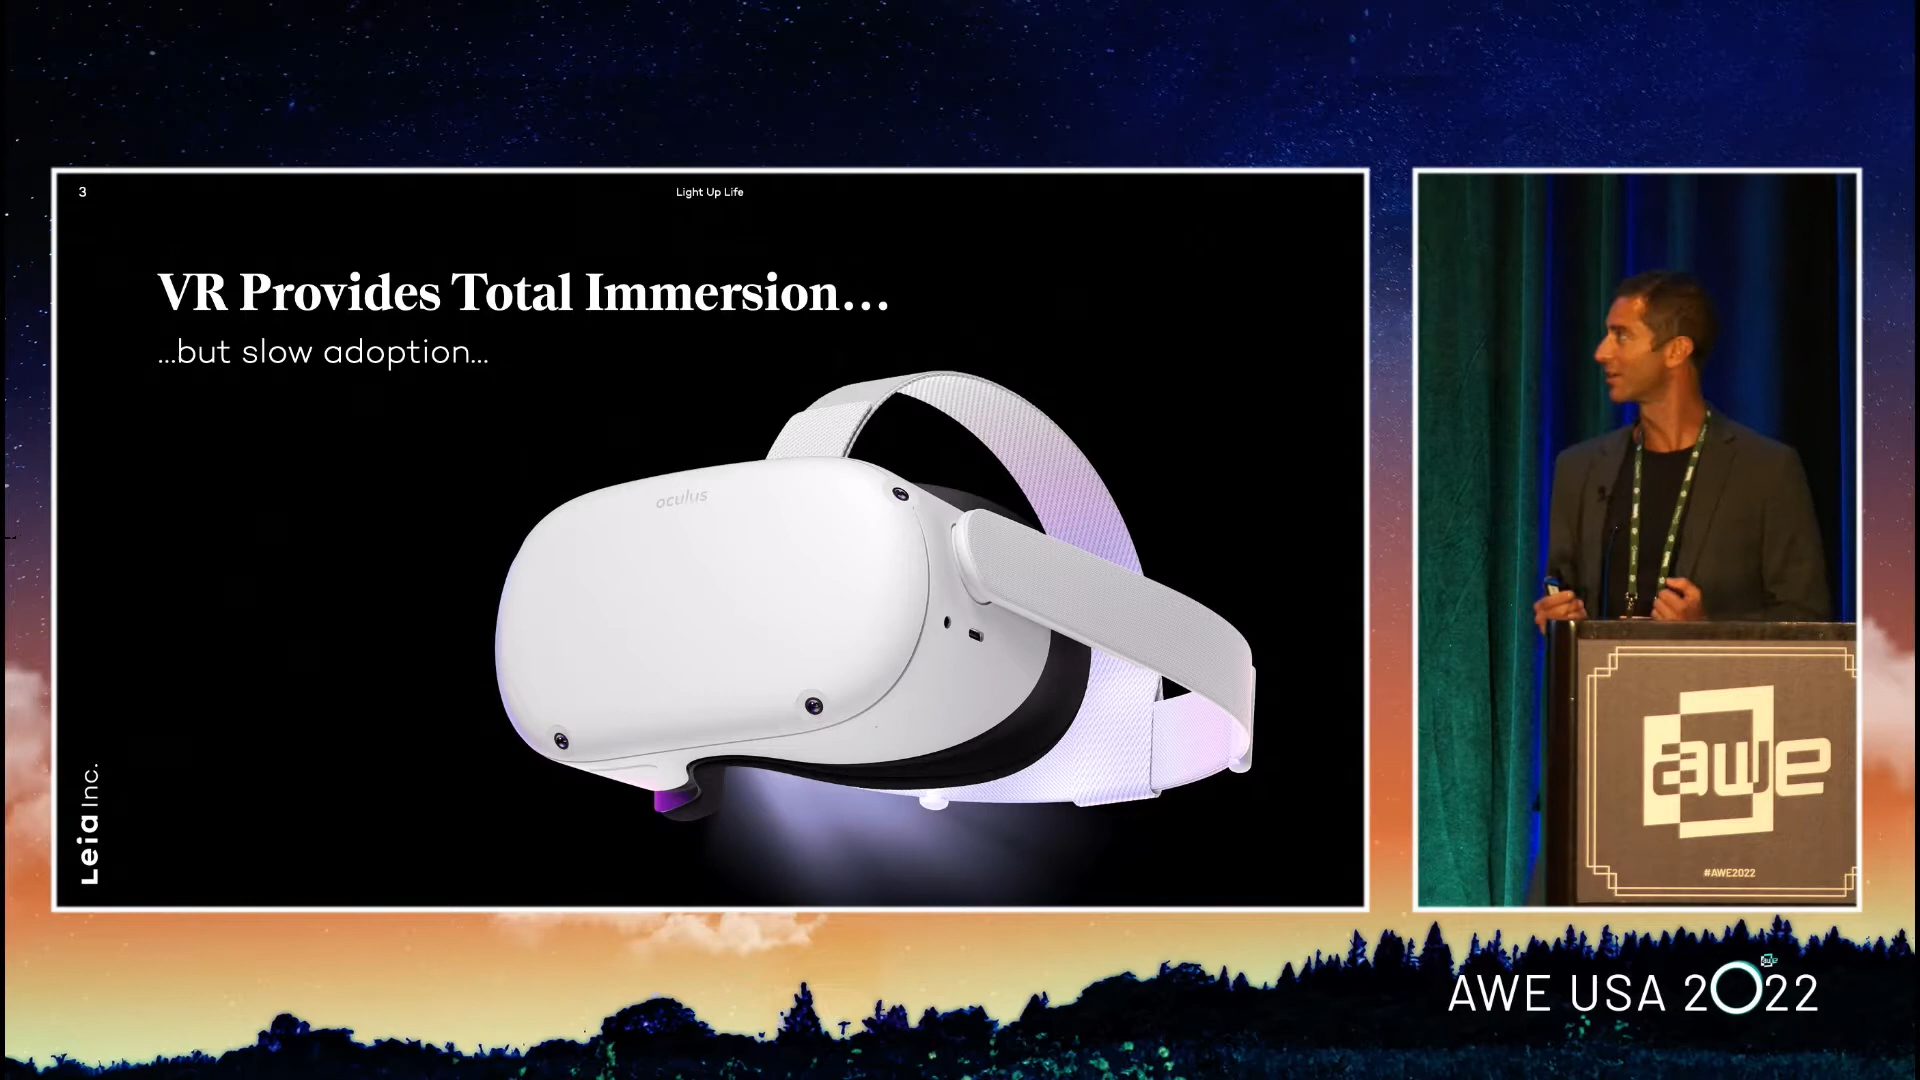 3
Light Up Life
VR Provides Total Immersion...
...but slow adoption...
oculus
Leia Inc.
awe
#AWE2022
AWE USA 2022